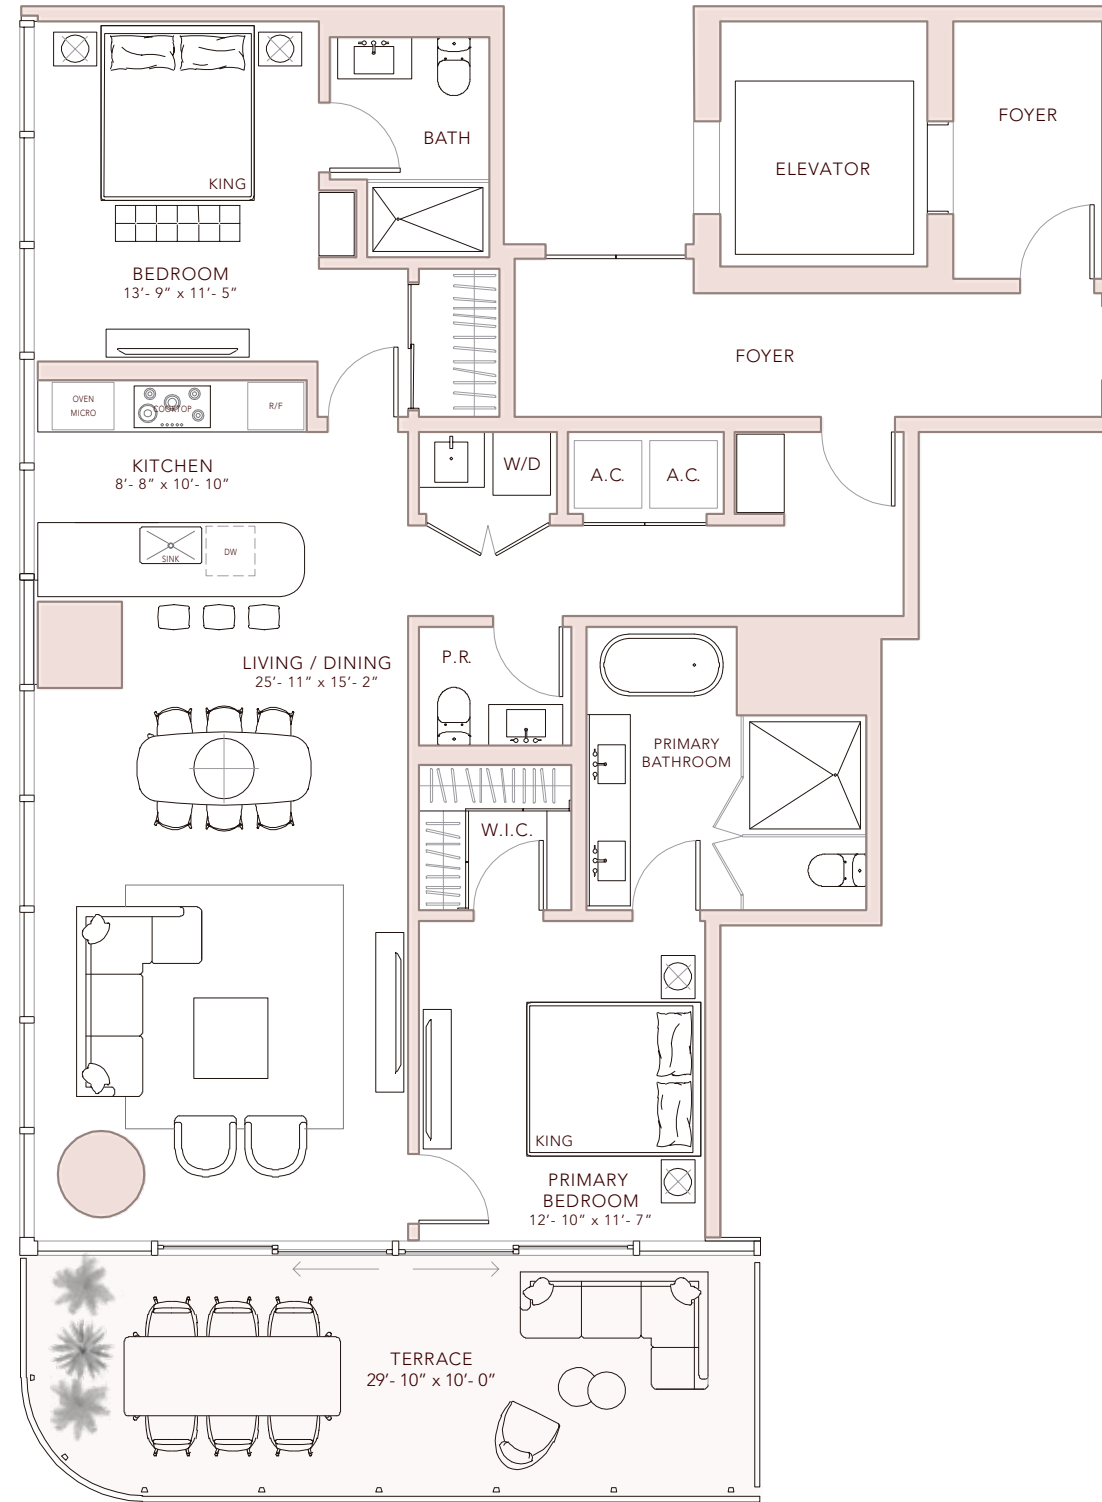 FOYER
BATH
ELEVATOR
KING
BEDROOM
13'- 9" x 11'- 5"
FOYER
OVEN
MICRO
COOKTOP
R/F
KITCHEN
8'- 8" x 10'- 10"
W/D
A.C.
A.C.
SINK
DW
LIVING / DINING
25'- 11" x 15'- 2"
P.R.
PRIMARY
BATHROOM
W.I.C.
KING
PRIMARY
BEDROOM
12'- 10" x 11'- 7"
TERRACE
29'- 10" x 10'- 0"